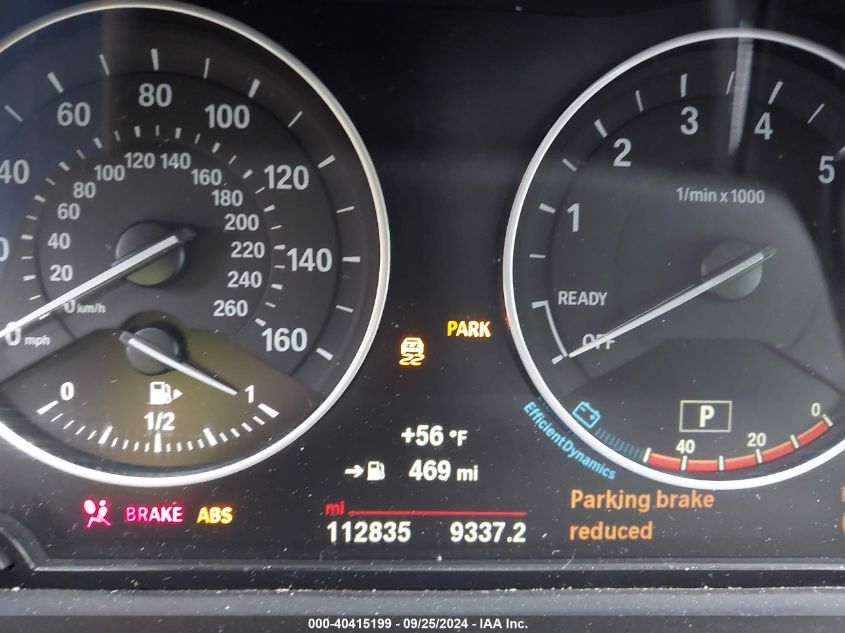 40 60 80 100 120 140 160
0 20 40 60 80 100 120 140 160 180 200 220 240 260
km/h
0 mph
0 1/2 1
1 2 3 4 5
1/min x 1000
READY
OFF
PARK
P
EfficientDynamics
40 20 0
+56 °F
469 mi
BRAKE ABS
mi
112835 9337.2
Parking brake
reduced
000-40415199 - 09/25/2024 - IAA Inc.